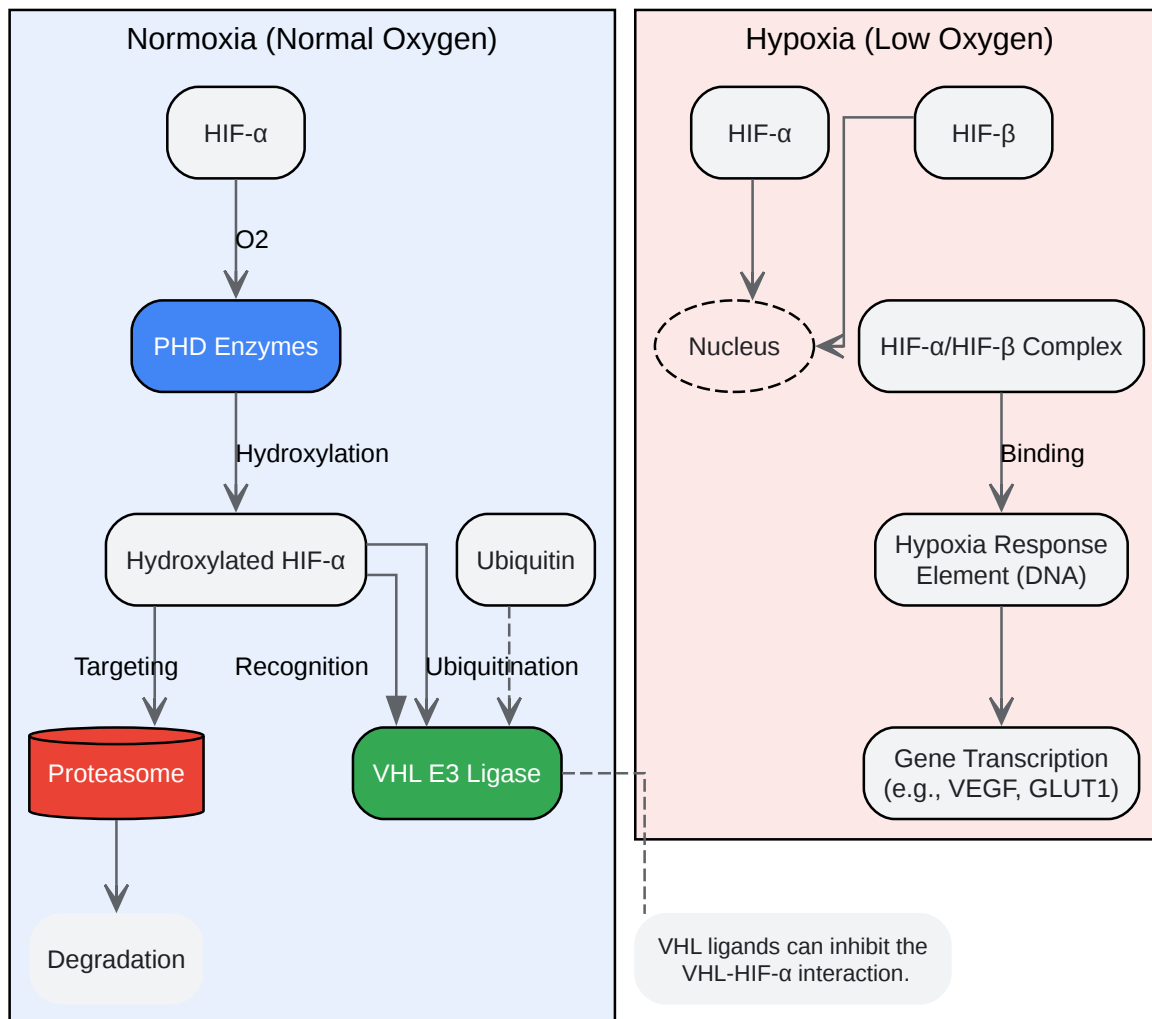 Normoxia (Normal Oxygen)
HIF-α
O2
PHD Enzymes
Hydroxylation
Hydroxylated HIF-α
Ubiquitin
Targeting
Recognition
Ubiquitination
Proteasome
VHL E3 Ligase
Degradation
Hypoxia (Low Oxygen)
HIF-α
HIF-β
Nucleus
HIF-α/HIF-β Complex
Binding
Hypoxia Response
Element (DNA)
Gene Transcription
(e.g., VEGF, GLUT1)
VHL ligands can inhibit the
VHL-HIF-α interaction.